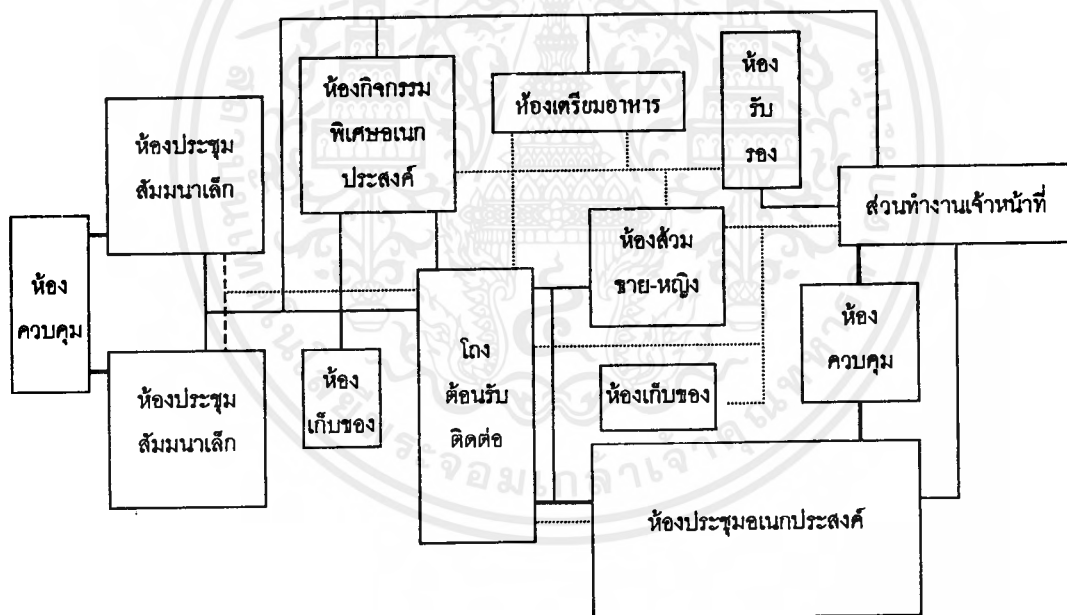 ห้องกิจกรรม
พิเศษอเนก
ประสงค์
ห้องเตรียมอาหาร
ห้อง
รับ
รอง
ห้องประชุม
สัมมนาเล็ก
ส่วนทำงานเจ้าหน้าที่
ห้องส้วม
ชาย-หญิง
ห้อง
ควบคุม
โถง
ต้อนรับ
ติดต่อ
ห้อง
ควบคุม
ห้องประชุม
สัมมนาเล็ก
ห้อง
เก็บของ
ห้องเก็บของ
ห้องประชุมอเนกประสงค์